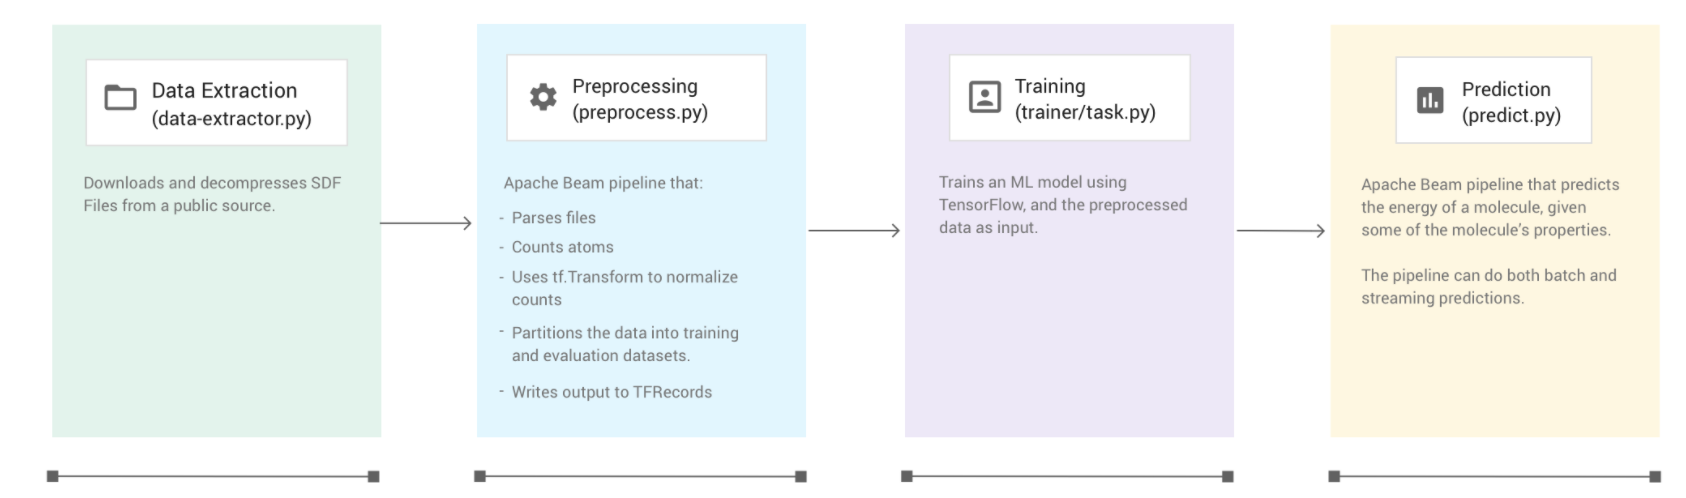 Data Extraction
(data-extractor.py)
Downloads and decompresses SDF
Files from a public source.
Preprocessing
(preprocess.py)
Apache Beam pipeline that:
- Parses files
- Counts atoms
- Uses tf.Transform to normalize
counts
- Partitions the data into training
and evaluation datasets.
- Writes output to TFRecords
Training
(trainer/task.py)
Trains an ML model using
TensorFlow, and the preprocessed
data as input.
Prediction
(predict.py)
Apache Beam pipeline that predicts
the energy of a molecule, given
some of the molecule's properties.
The pipeline can do both batch and
streaming predictions.